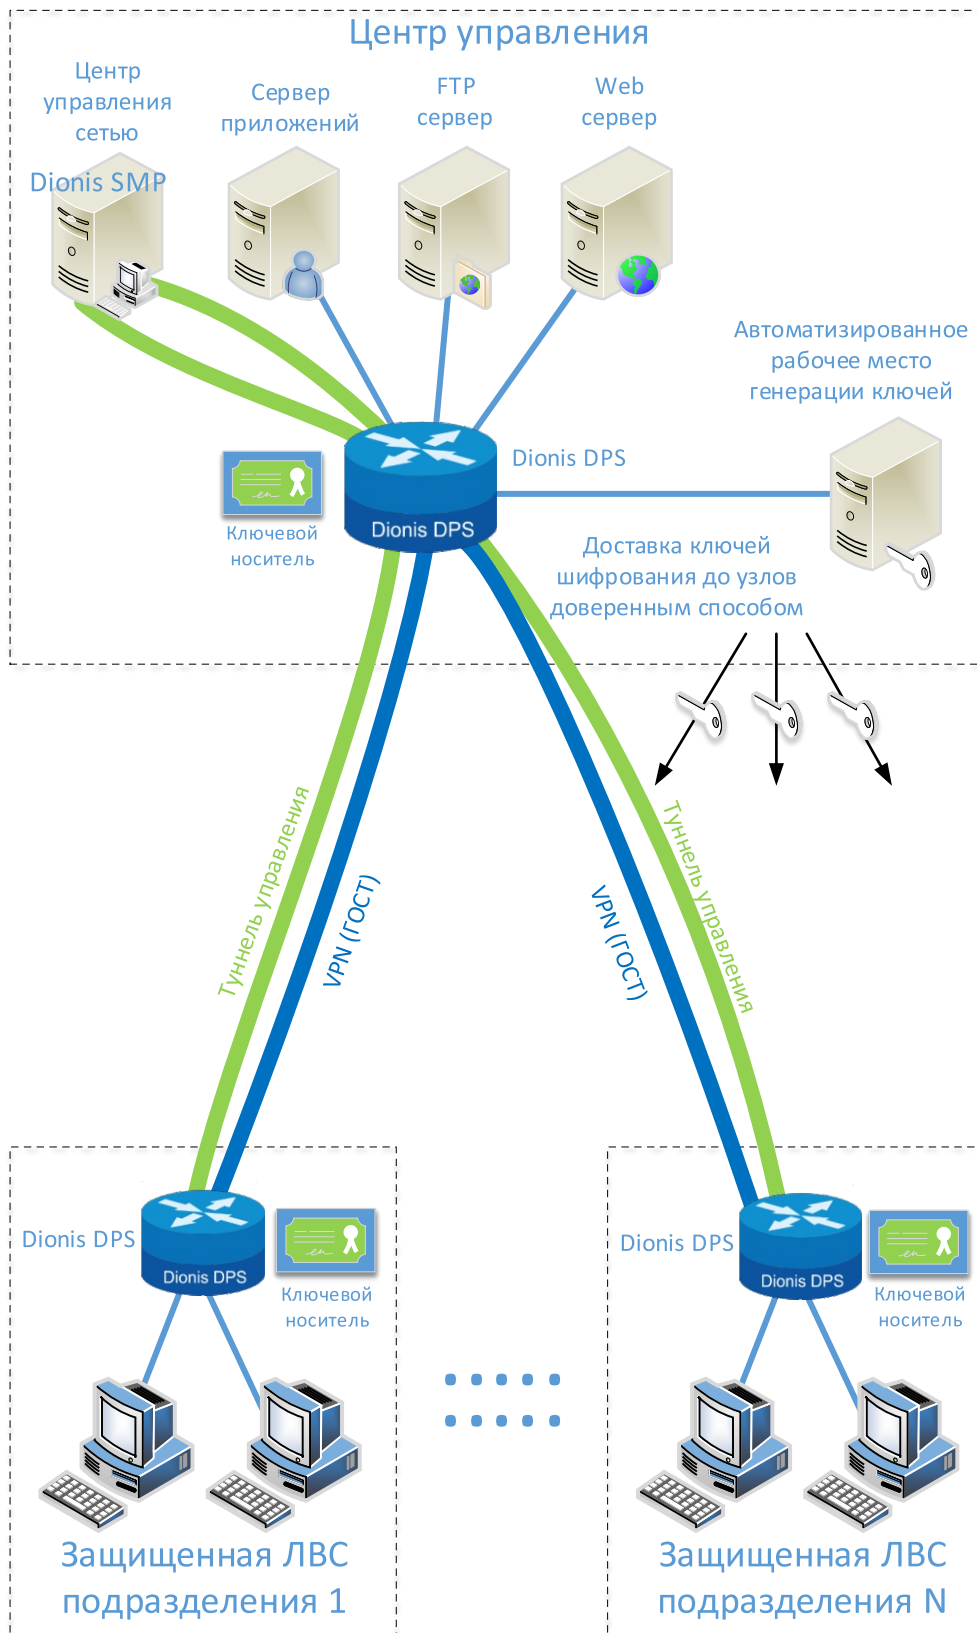 Центр управления
Центр
управления
сетью
Dionis SMP
Сервер
приложений
FTP
сервер
Web
сервер
Автоматизированное
рабочее место
генерации ключей
Dionis DPS
Dionis DPS
Ключевой
носитель
Доставка ключей
шифрования до узлов
доверенным способом
Туннель управления
VPN (ГОСТ)
VPN (ГОСТ)
Туннель управления
Dionis DPS
Dionis DPS
Ключевой
носитель
Dionis DPS
Dionis DPS
Ключевой
носитель
Защищенная ЛВС
подразделения 1
Защищенная ЛВС
подразделения N